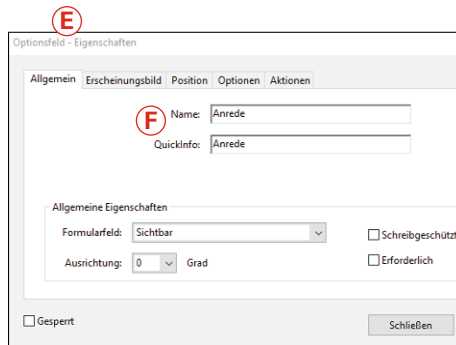 E
Optionsfeld - Eigenschaften
Allgemein Erscheinungsbild Position Optionen Aktionen
F
Name: Anrede
QuickInfo: Anrede
Allgemeine Eigenschaften
Formularfeld: Sichtbar
Schreibgeschützt
Ausrichtung: 0 Grad
Erforderlich
Gesperrt
Schließen